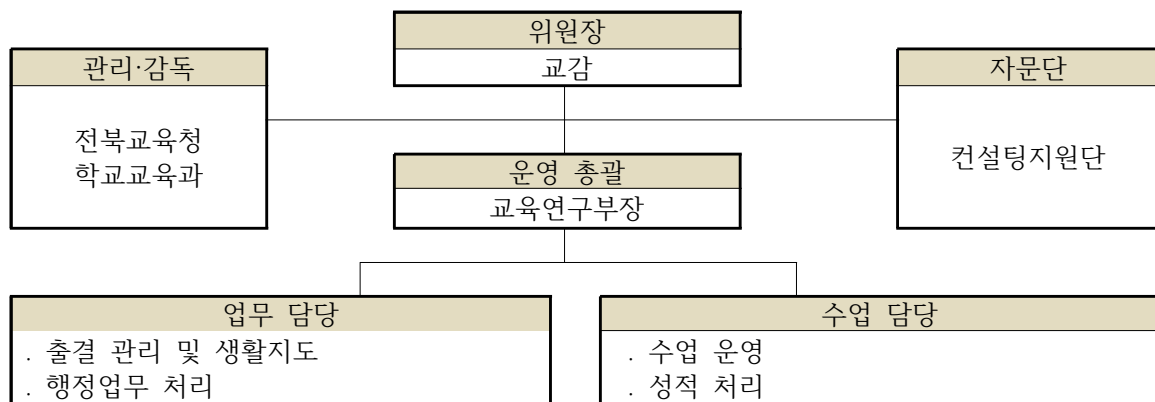 위원장
교감
관리·감독
전북교육청
학교교육과
자문단
컨설팅지원단
운영 총괄
교육연구부장
업무 담당
. 출결 관리 및 생활지도
. 행정업무 처리
수업 담당
. 수업 운영
. 성적 처리